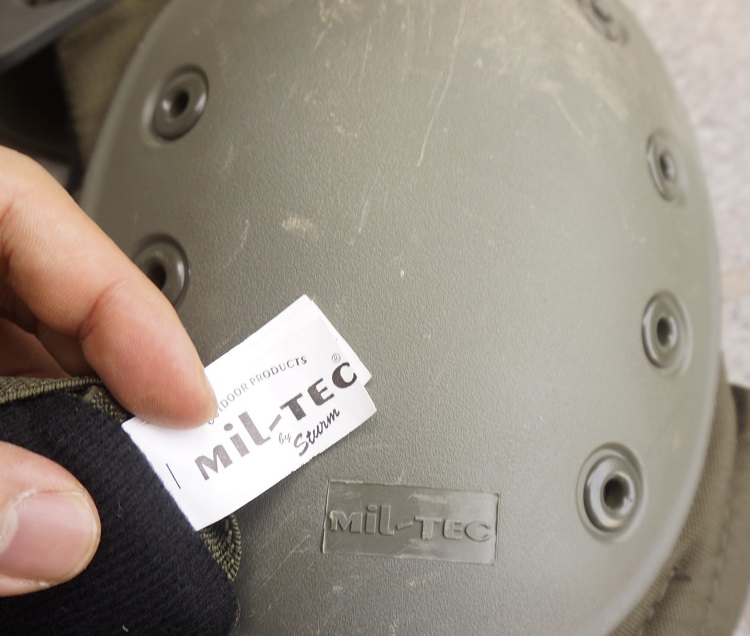 OUTDOOR PRODUCTS
MiL-TEC®
by Sturm
MiL-TEC